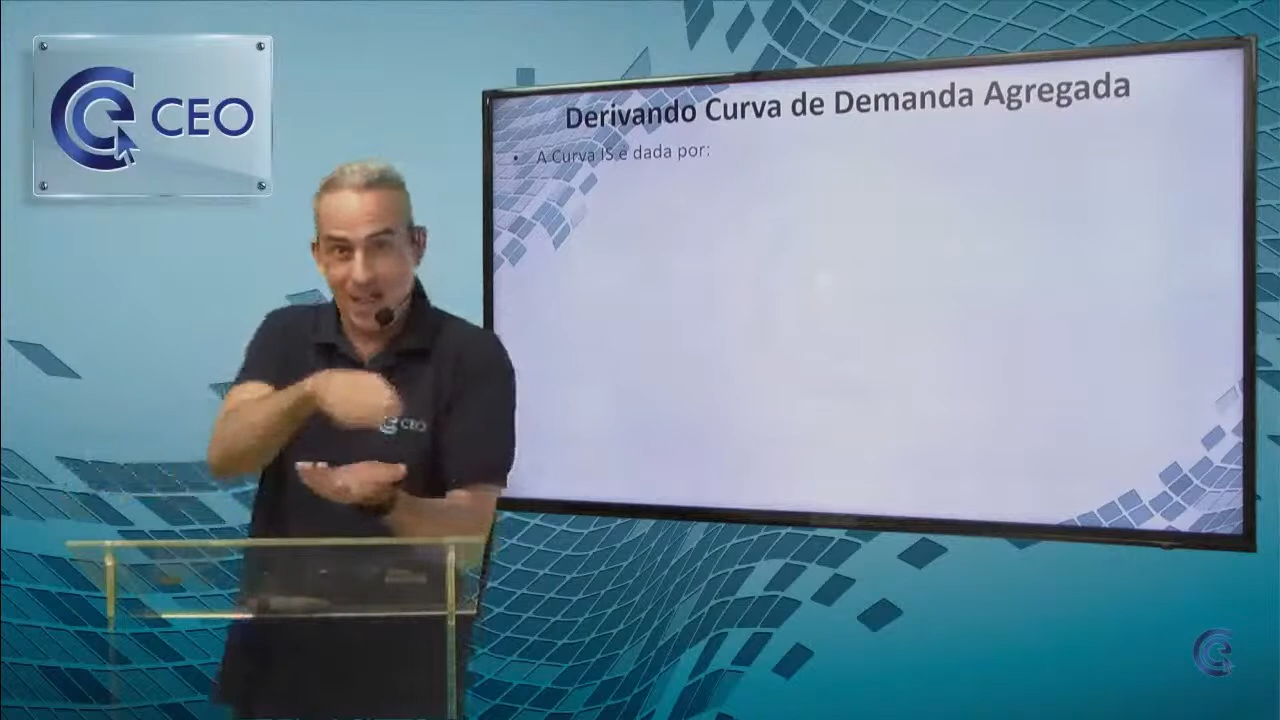 CEO
Derivando Curva de Demanda Agregada
• A Curva IS é dada por:
CEO